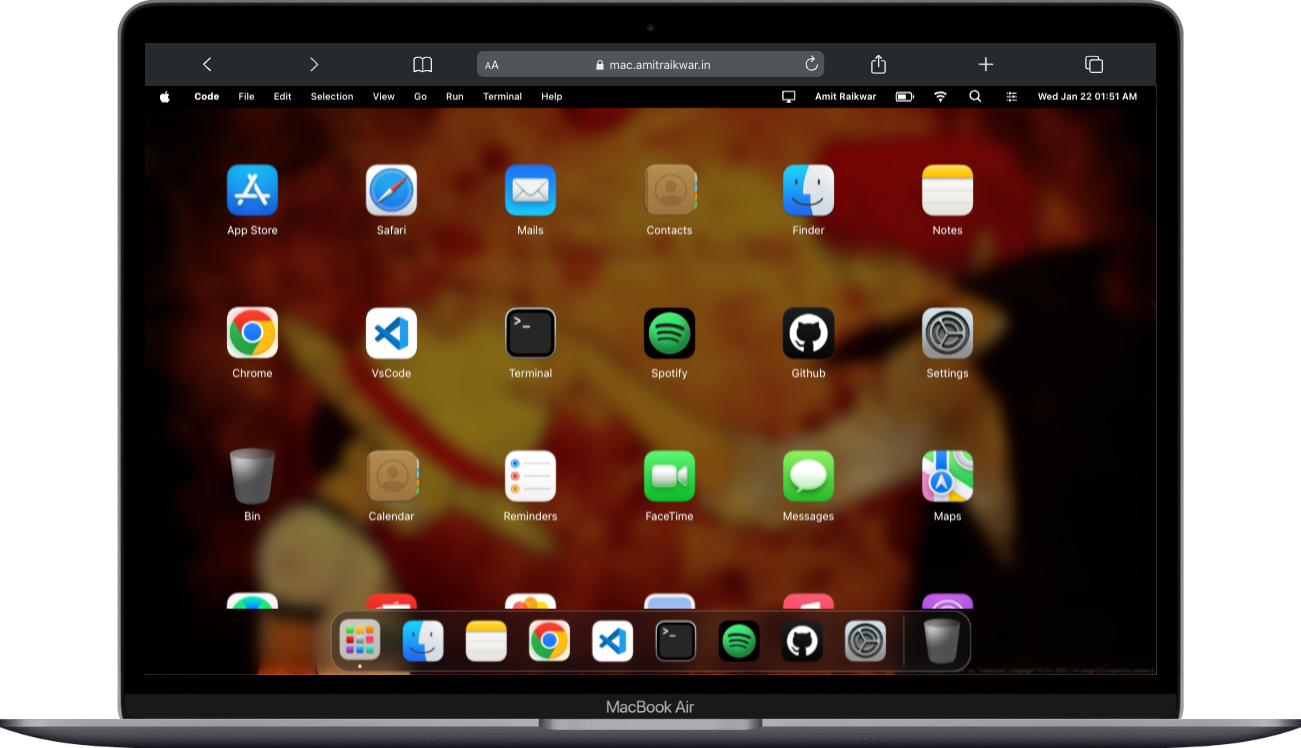 AA mac.amitraikwar.in
Code File Edit Selection View Go Run Terminal Help Amit Raikwar Wed Jan 22 01:51 AM
App Store Safari Mails Contacts Finder Notes
>_
Chrome VsCode Terminal Spotify Github Settings
Bin Calendar Reminders FaceTime Messages Maps
>_
MacBook Air